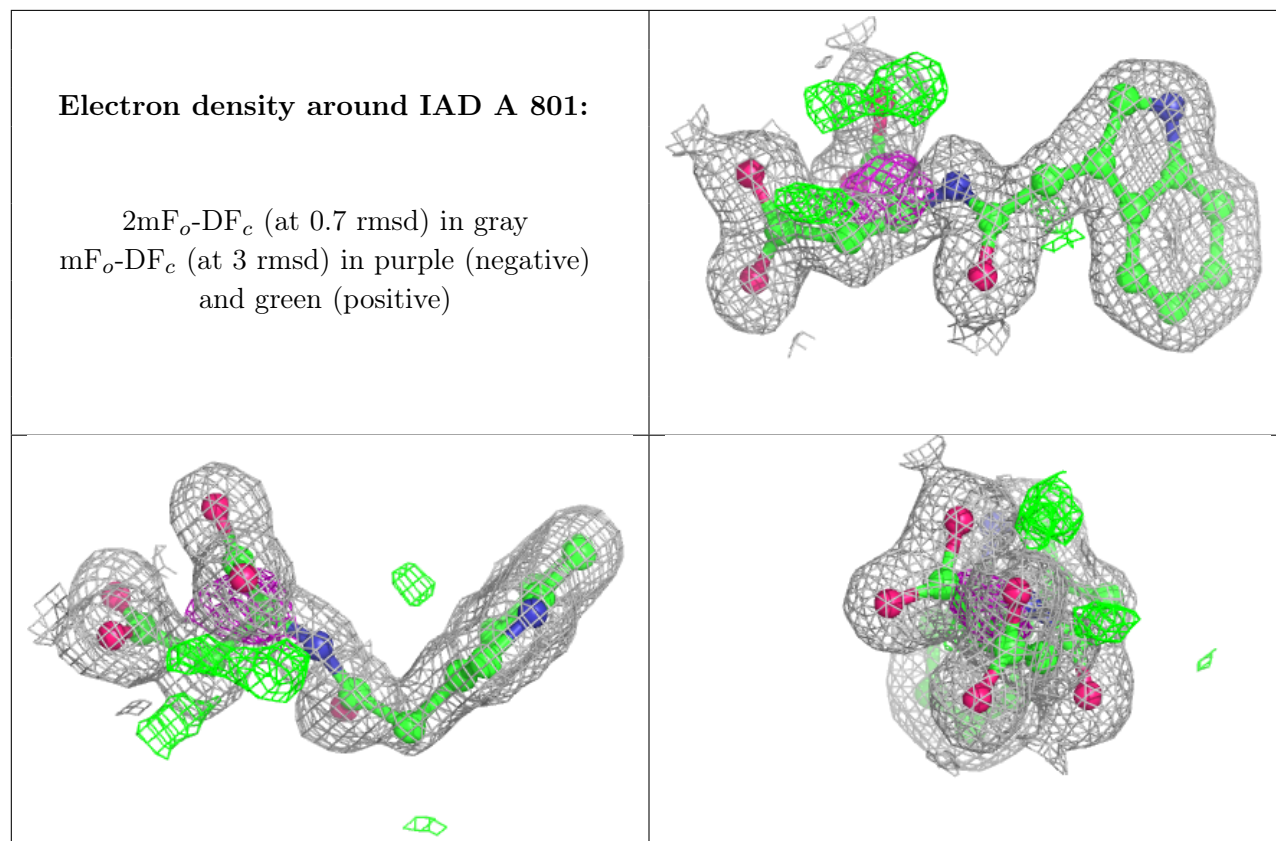 Electron density around IAD A 801:
2mFo-DFc (at 0.7 rmsd) in gray
mFo-DFc (at 3 rmsd) in purple (negative)
and green (positive)